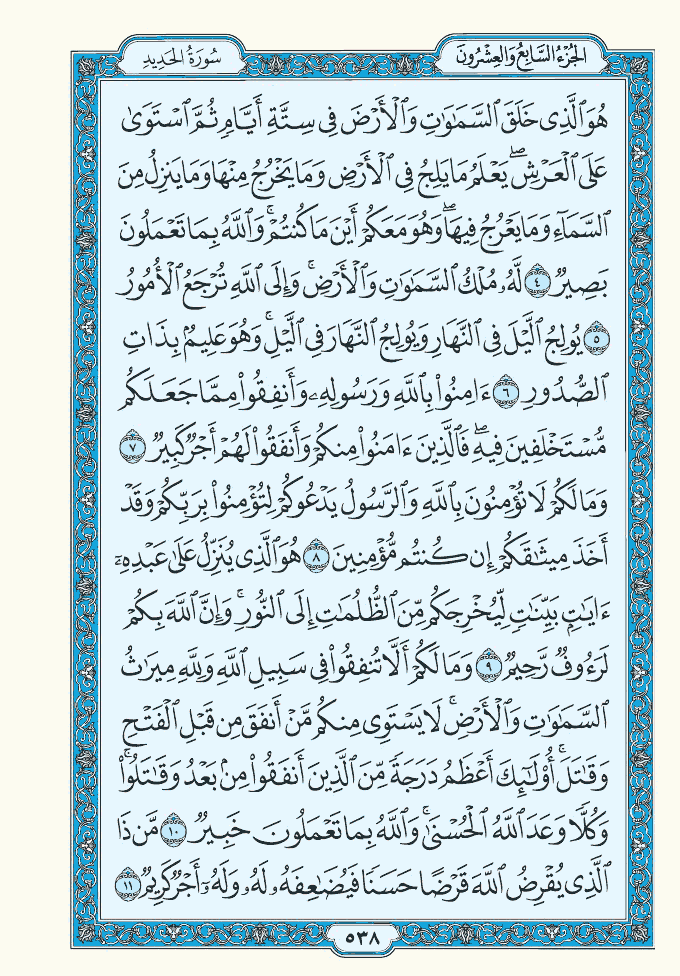 الجُزْءُ السَّابِعُ وَالعِشْرُونَ
سُورَةُ الحَدِيدِ
هُوَ ٱلَّذِى خَلَقَ ٱلسَّمَٰوَٰتِ وَٱلْأَرْضَ فِى سِتَّةِ أَيَّامٍ ثُمَّ ٱسْتَوَىٰ
عَلَى ٱلْعَرْشِۖ يَعْلَمُ مَا يَلِجُ فِى ٱلْأَرْضِ وَمَا يَخْرُجُ مِنْهَا وَمَا يَنزِلُ مِنَ
ٱلسَّمَآءِ وَمَا يَعْرُجُ فِيهَاۖ وَهُوَ مَعَكُمْ أَيْنَ مَا كُنتُمْۚ وَٱللَّهُ بِمَا تَعْمَلُونَ
بَصِيرٌ ٤ لَّهُۥ مُلْكُ ٱلسَّمَٰوَٰتِ وَٱلْأَرْضِۚ وَإِلَى ٱللَّهِ تُرْجَعُ ٱلْأُمُورُ
٥ يُولِجُ ٱلَّيْلَ فِى ٱلنَّهَارِ وَيُولِجُ ٱلنَّهَارَ فِى ٱلَّيْلِۚ وَهُوَ عَلِيمٌۢ بِذَاتِ
ٱلصُّدُورِ ٦ ءَامِنُوا۟ بِٱللَّهِ وَرَسُولِهِۦ وَأَنفِقُوا۟ مِمَّا جَعَلَكُم
مُّسْتَخْلَفِينَ فِيهِۖ فَٱلَّذِينَ ءَامَنُوا۟ مِنكُمْ وَأَنفَقُوا۟ لَهُمْ أَجْرٌ كَبِيرٌ ٧
وَمَا لَكُمْ لَا تُؤْمِنُونَ بِٱللَّهِ وَٱلرَّسُولُ يَدْعُوكُمْ لِتُؤْمِنُوا۟ بِرَبِّكُمْ وَقَدْ
أَخَذَ مِيثَٰقَكُمْ إِن كُنتُم مُّؤْمِنِينَ ٨ هُوَ ٱلَّذِى يُنَزِّلُ عَلَىٰ عَبْدِهِۦٓ
ءَايَٰتٍۭ بَيِّنَٰتٍ لِّيُخْرِجَكُم مِّنَ ٱلظُّلُمَٰتِ إِلَى ٱلنُّورِۚ وَإِنَّ ٱللَّهَ بِكُمْ
لَرَءُوفٌ رَّحِيمٌ ٩ وَمَا لَكُمْ أَلَّا تُنفِقُوا۟ فِى سَبِيلِ ٱللَّهِ وَلِلَّهِ مِيرَٰثُ
ٱلسَّمَٰوَٰتِ وَٱلْأَرْضِۚ لَا يَسْتَوِى مِنكُم مَّنْ أَنفَقَ مِن قَبْلِ ٱلْفَتْحِ
وَقَٰتَلَۚ أُو۟لَٰٓئِكَ أَعْظَمُ دَرَجَةً مِّنَ ٱلَّذِينَ أَنفَقُوا۟ مِنۢ بَعْدُ وَقَٰتَلُوا۟ۚ
وَكُلًّا وَعَدَ ٱللَّهُ ٱلْحُسْنَىٰۚ وَٱللَّهُ بِمَا تَعْمَلُونَ خَبِيرٌ ١٠ مَّن ذَا
ٱلَّذِى يُقْرِضُ ٱللَّهَ قَرْضًا حَسَنًا فَيُضَٰعِفَهُۥ لَهُۥ وَلَهُۥٓ أَجْرٌ كَرِيمٌ ١١
٥٣٨